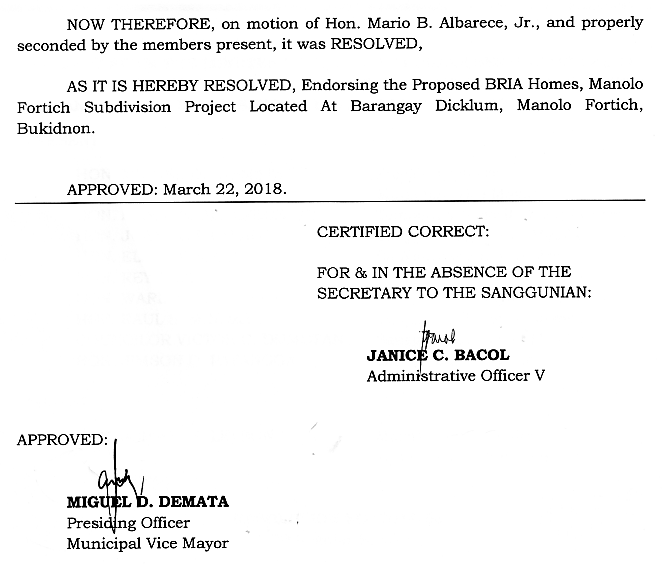 NOW THEREFORE, on motion of Hon. Mario B. Albarece, Jr., and properly
seconded by the members present, it was RESOLVED,
AS IT IS HEREBY RESOLVED, Endorsing the Proposed BRIA Homes, Manolo
Fortich Subdivision Project Located At Barangay Dicklum, Manolo Fortich,
Bukidnon.
APPROVED: March 22, 2018.
CERTIFIED CORRECT:
FOR & IN THE ABSENCE OF THE
SECRETARY TO THE SANGGUNIAN:
JANICE C. BACOL
Administrative Officer V
APPROVED:
MIGUEL D. DEMATA
Presiding Officer
Municipal Vice Mayor